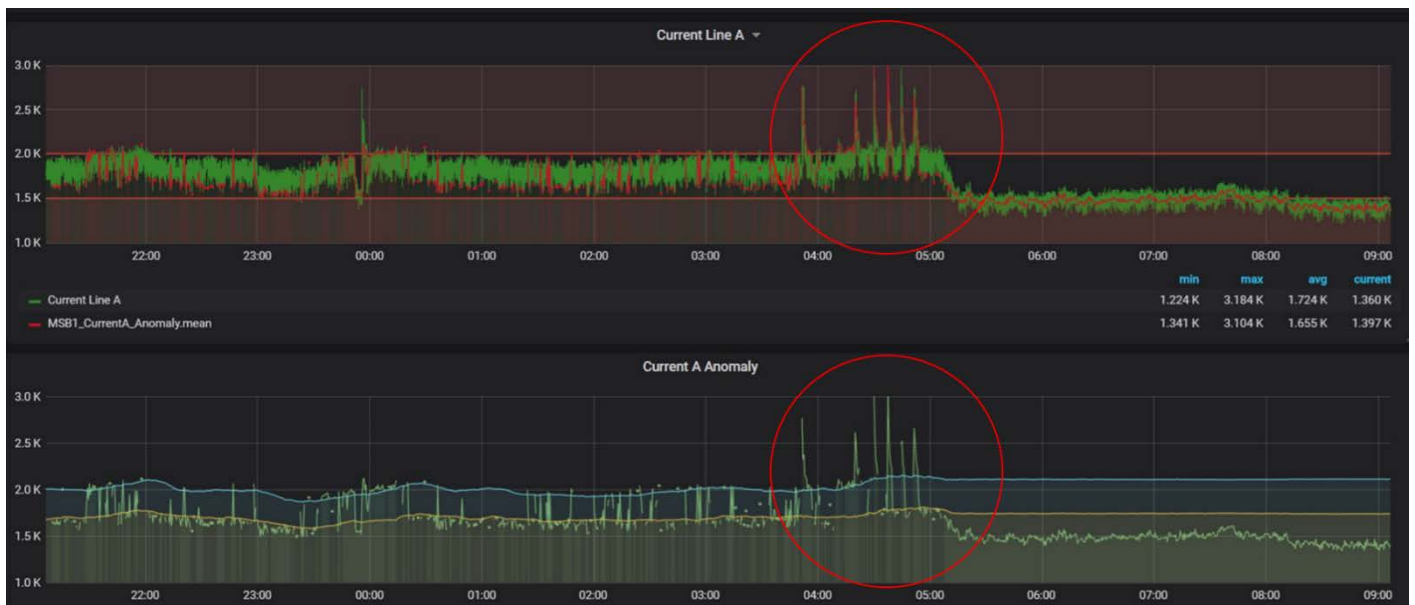 Current Line A
3.0 K
2.5 K
2.0 K
1.5 K
1.0 K
22:00 23:00 00:00 01:00 02:00 03:00 04:00 05:00 06:00 07:00 08:00 09:00
min max avg current
Current Line A 1.224 K 3.184 K 1.724 K 1.360 K
MSB1_CurrentA_Anomaly.mean 1.341 K 3.104 K 1.655 K 1.397 K
Current A Anomaly
3.0 K
2.5 K
2.0 K
1.5 K
1.0 K
22:00 23:00 00:00 01:00 02:00 03:00 04:00 05:00 06:00 07:00 08:00 09:00